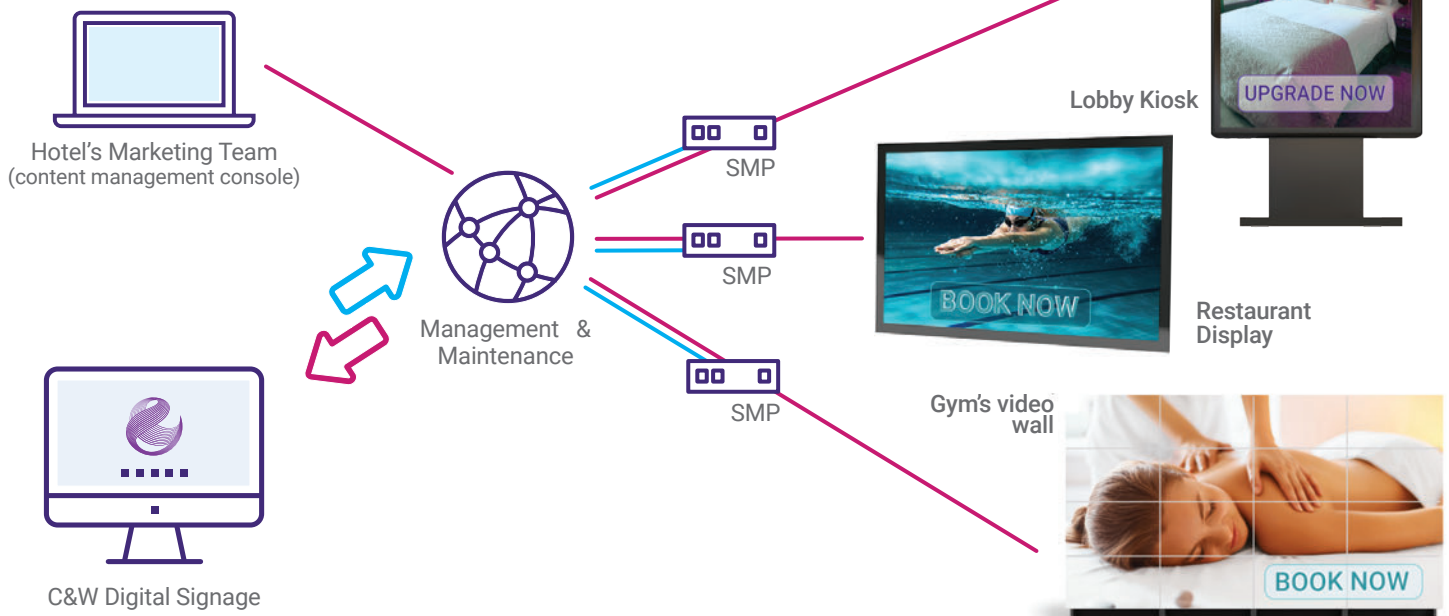 Hotel's Marketing Team
(content management console)
Management &
Maintenance
C&W Digital Signage
SMP
SMP
SMP
Lobby Kiosk
UPGRADE NOW
BOOK NOW
Restaurant
Display
Gym's video
wall
BOOK NOW